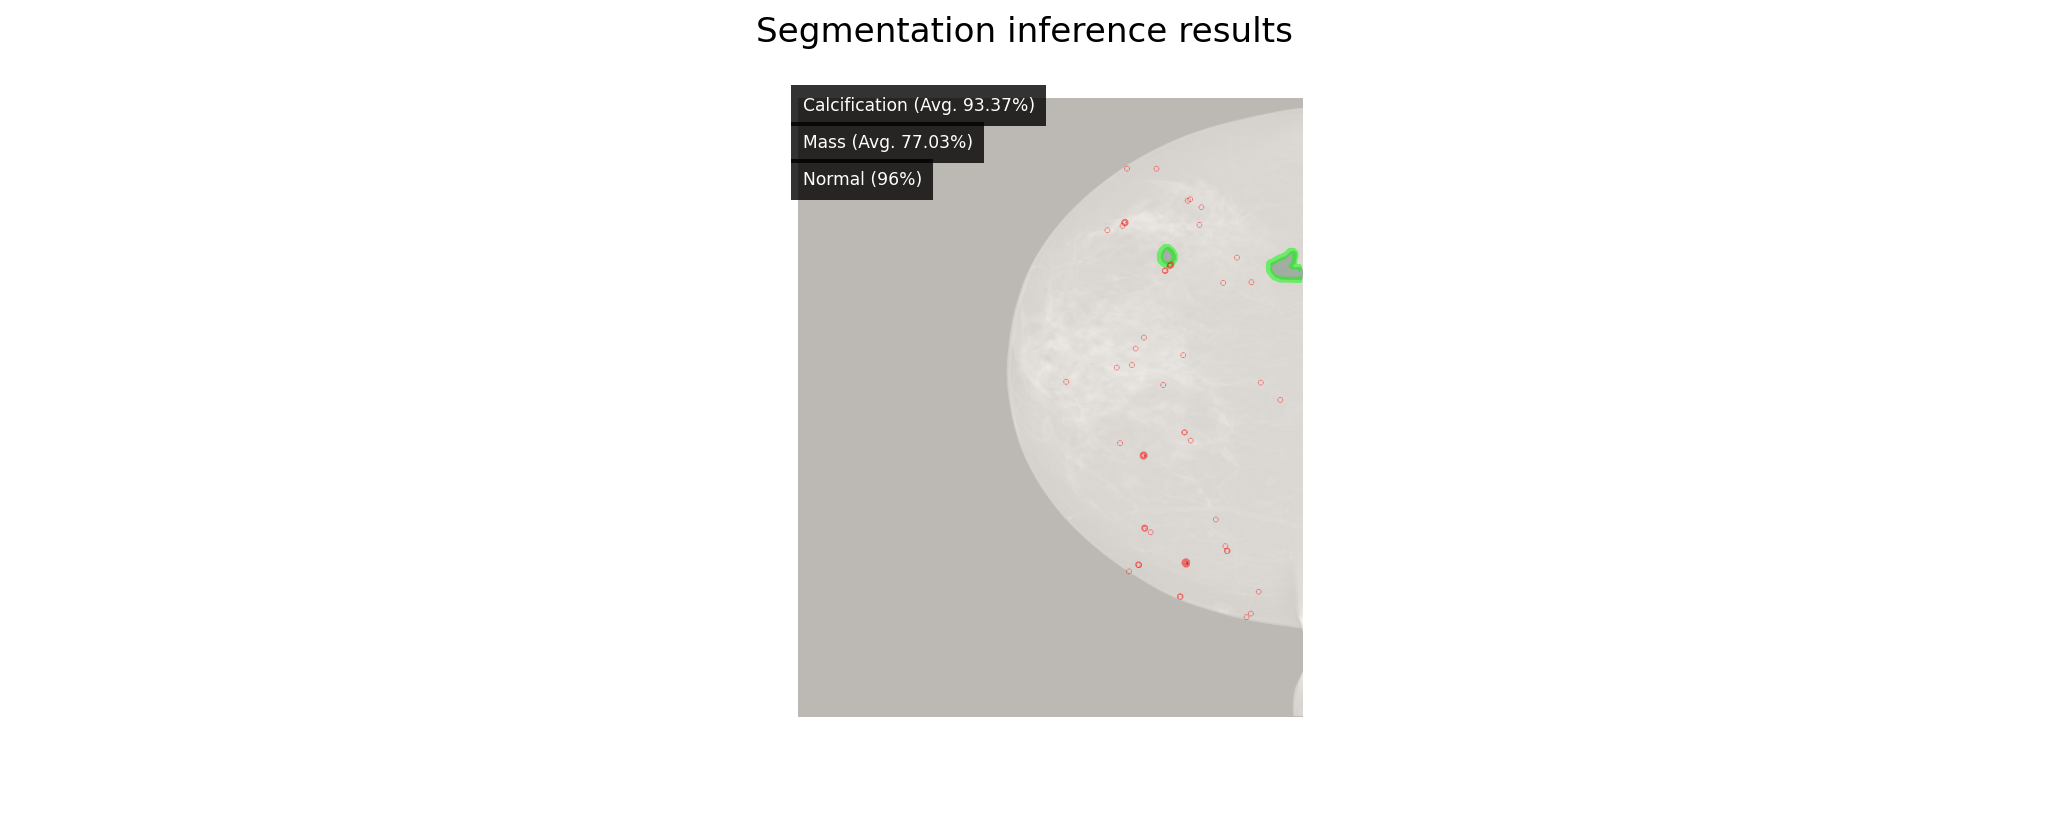 Segmentation inference results
Calcification (Avg. 93.37%)
Mass (Avg. 77.03%)
Normal (96%)